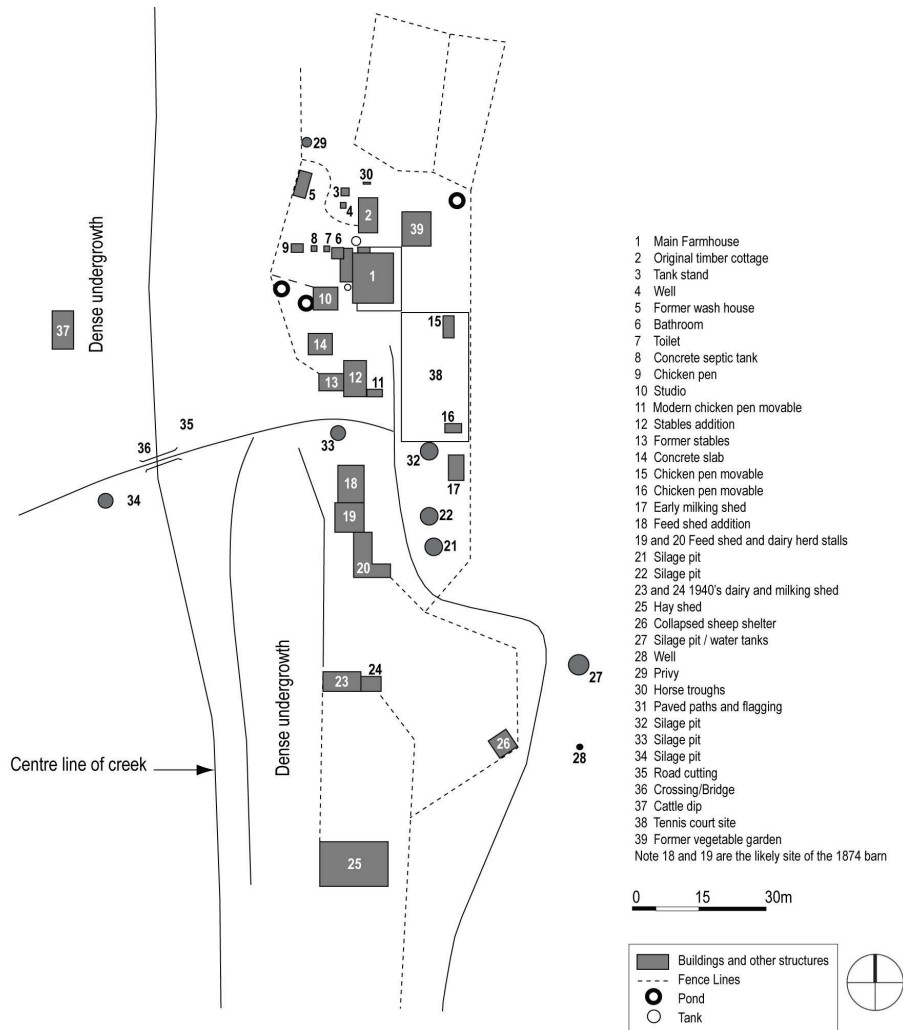 29
30
3
5
4
2
39
9
8
7
6
1
10
Dense undergrowth
37
15
14
38
12
13
11
35
16
36
33
32
34
18
17
19
22
21
20
24
23
27
Dense undergrowth
26
28
Centre line of creek
25
1 Main Farmhouse
2 Original timber cottage
3 Tank stand
4 Well
5 Former wash house
6 Bathroom
7 Toilet
8 Concrete septic tank
9 Chicken pen
10 Studio
11 Modern chicken pen movable
12 Stables addition
13 Former stables
14 Concrete slab
15 Chicken pen movable
16 Chicken pen movable
17 Early milking shed
18 Feed shed addition
19 and 20 Feed shed and dairy herd stalls
21 Silage pit
22 Silage pit
23 and 24 1940's dairy and milking shed
25 Hay shed
26 Collapsed sheep shelter
27 Silage pit / water tanks
28 Well
29 Privy
30 Horse troughs
31 Paved paths and flagging
32 Silage pit
33 Silage pit
34 Silage pit
35 Road cutting
36 Crossing/Bridge
37 Cattle dip
38 Tennis court site
39 Former vegetable garden
Note 18 and 19 are the likely site of the 1874 barn
0 15 30m
Buildings and other structures
Fence Lines
Pond
Tank